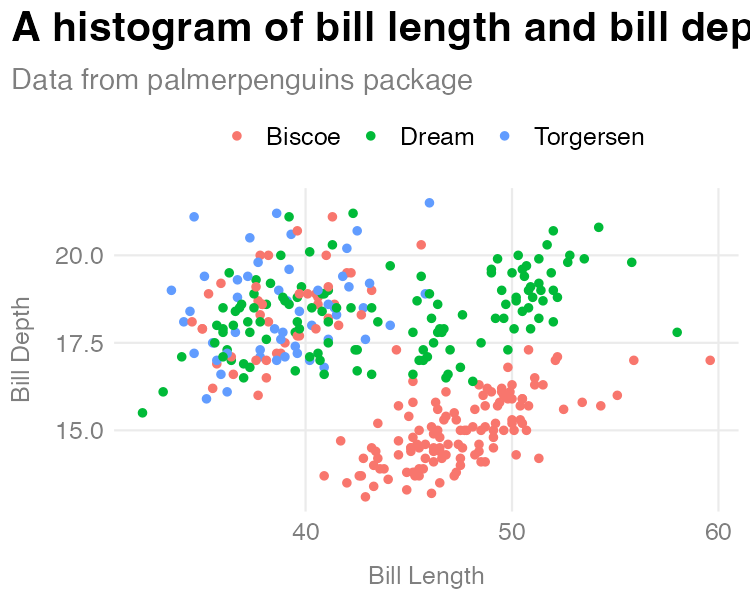 A histogram of bill length and bill dep
Data from palmerpenguins package
Biscoe Dream Torgersen
20.0
17.5
15.0
Bill Depth
40 50 60
Bill Length